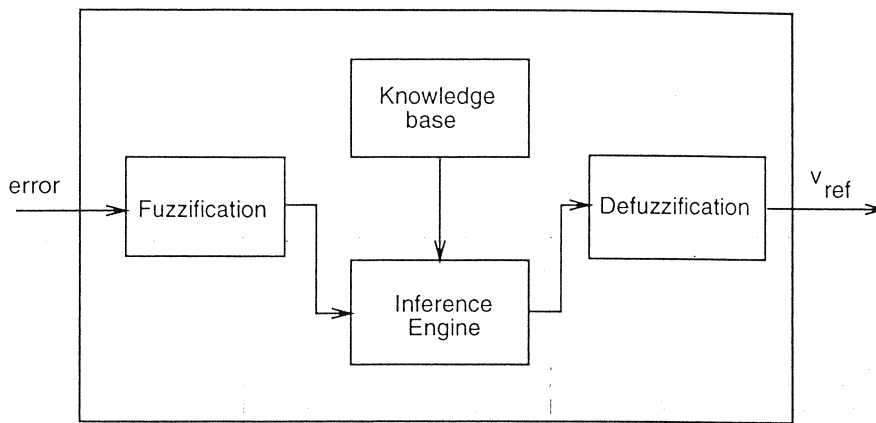 Knowledge
base
error
Fuzzification
Defuzzification
v
ref
Inference
Engine